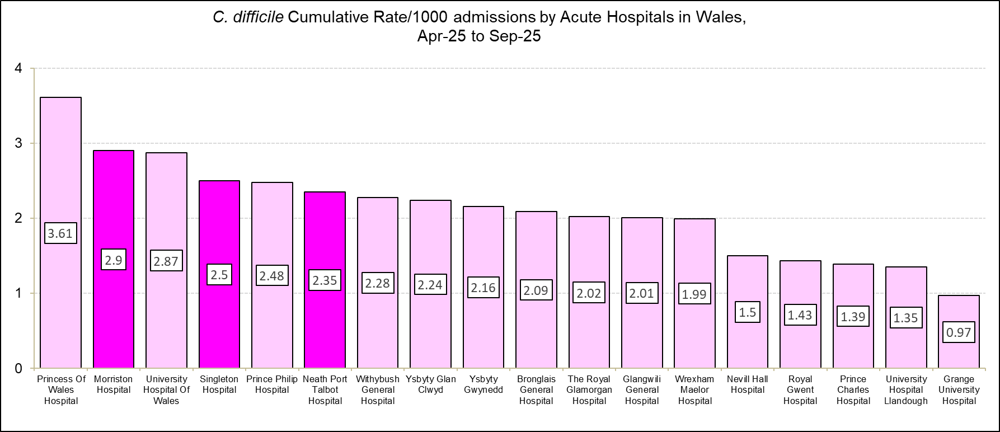 C. difficile Cumulative Rate/1000 admissions by Acute Hospitals in Wales,
Apr-25 to Sep-25
4
3
2
1
0
3.61
2.9
2.87
2.5
2.48
2.35
2.28
2.24
2.16
2.09
2.02
2.01
1.99
1.5
1.43
1.39
1.35
0.97
Princess Of
Wales
Hospital
Morriston
Hospital
University
Hospital Of
Wales
Singleton
Hospital
Prince Philip
Hospital
Neath Port
Talbot
Hospital
Withybush
General
Hospital
Ysbyty Glan
Clwyd
Ysbyty
Gwynedd
Bronglais
General
Hospital
The Royal
Glamorgan
Hospital
Glangwili
General
Hospital
Wrexham
Maelor
Hospital
Nevill Hall
Hospital
Royal
Gwent
Hospital
Prince
Charles
Hospital
University
Hospital
Llandough
Grange
University
Hospital